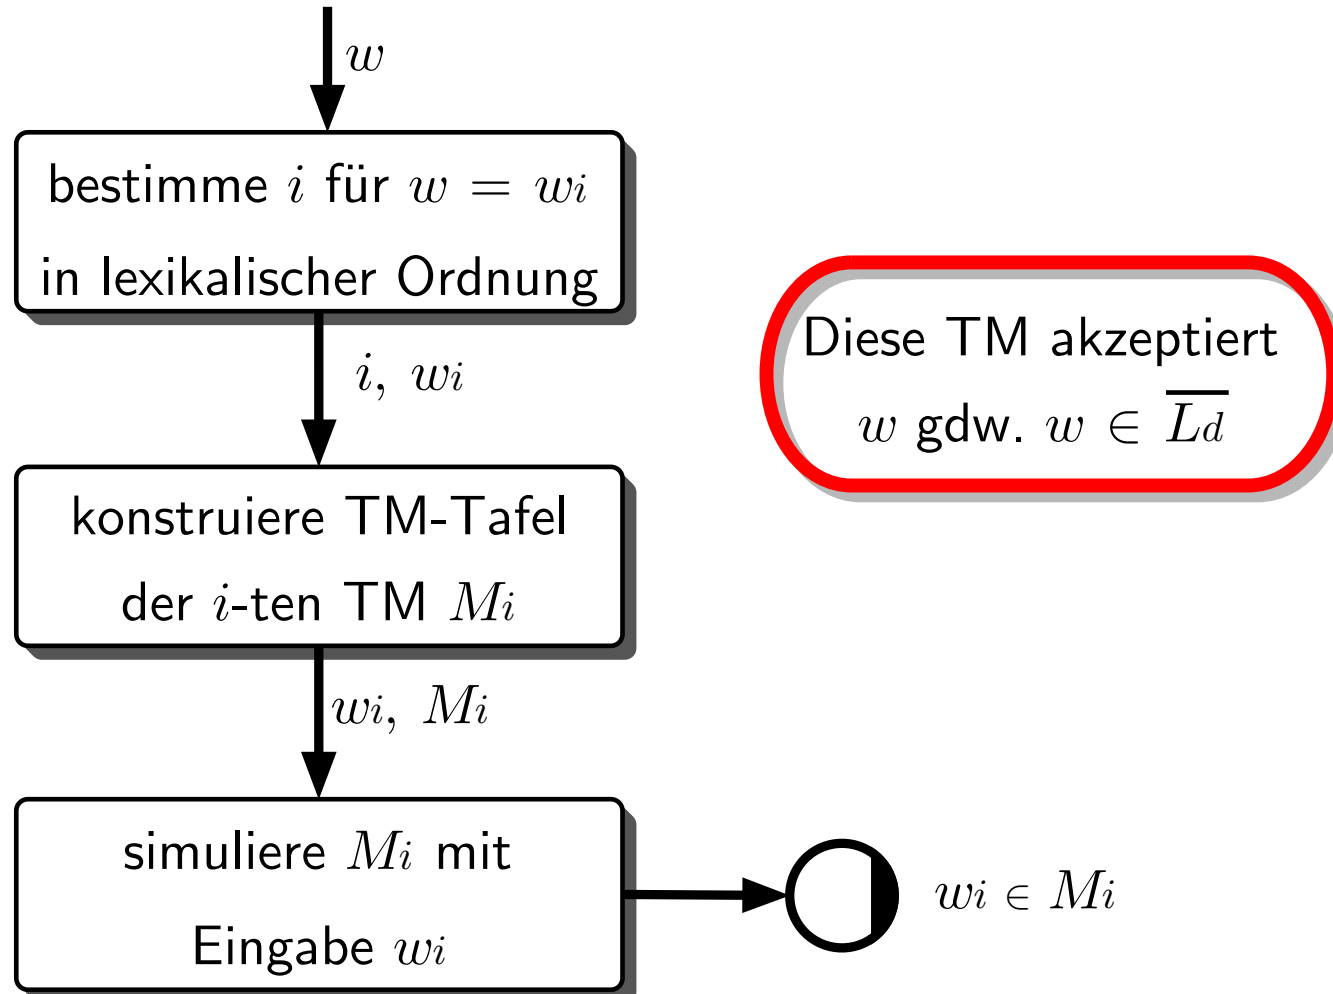 w
bestimme i für w = wi
in lexikalischer Ordnung
i, wi
Diese TM akzeptiert
w gdw. w ∈ L̅d̅
konstruiere TM-Tafel
der i-ten TM Mi
wi, Mi
simuliere Mi mit
Eingabe wi
wi ∈ Mi